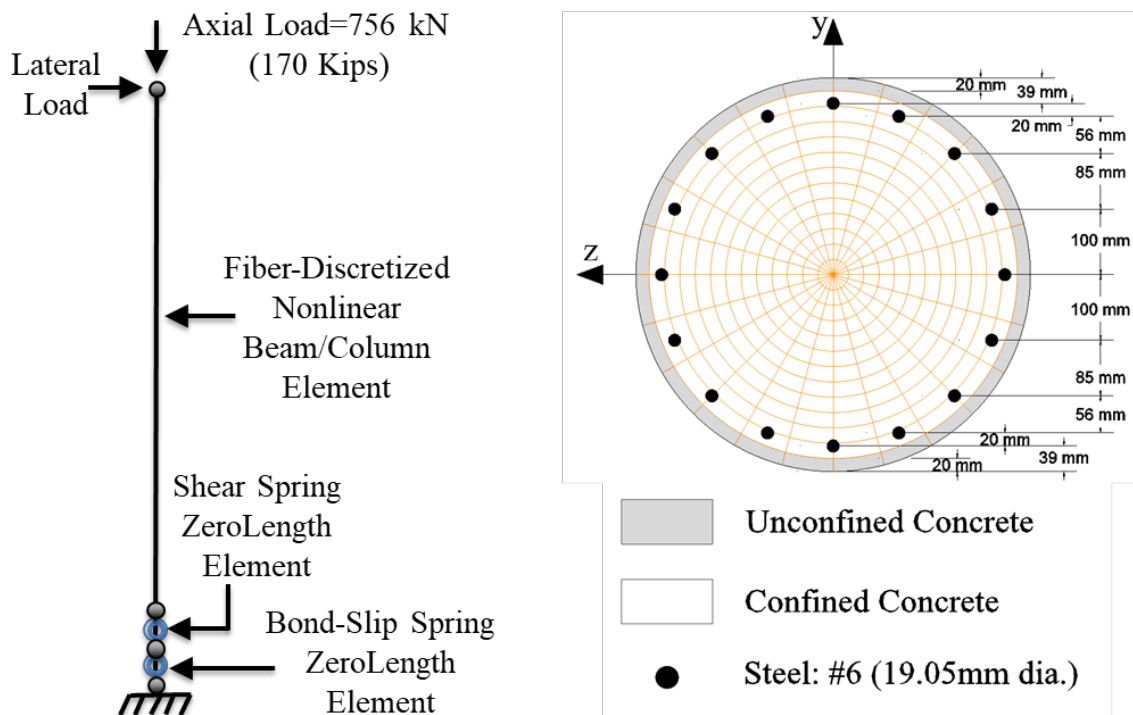 Axial Load=756 kN
(170 Kips)
Lateral
Load
Fiber-Discretized
Nonlinear
Beam/Column
Element
Shear Spring
ZeroLength
Element
Bond-Slip Spring
ZeroLength
Element
y
z
20 mm
39 mm
20 mm
56 mm
85 mm
100 mm
100 mm
85 mm
56 mm
20 mm
39 mm
20 mm
Unconfined Concrete
Confined Concrete
Steel: #6 (19.05mm dia.)